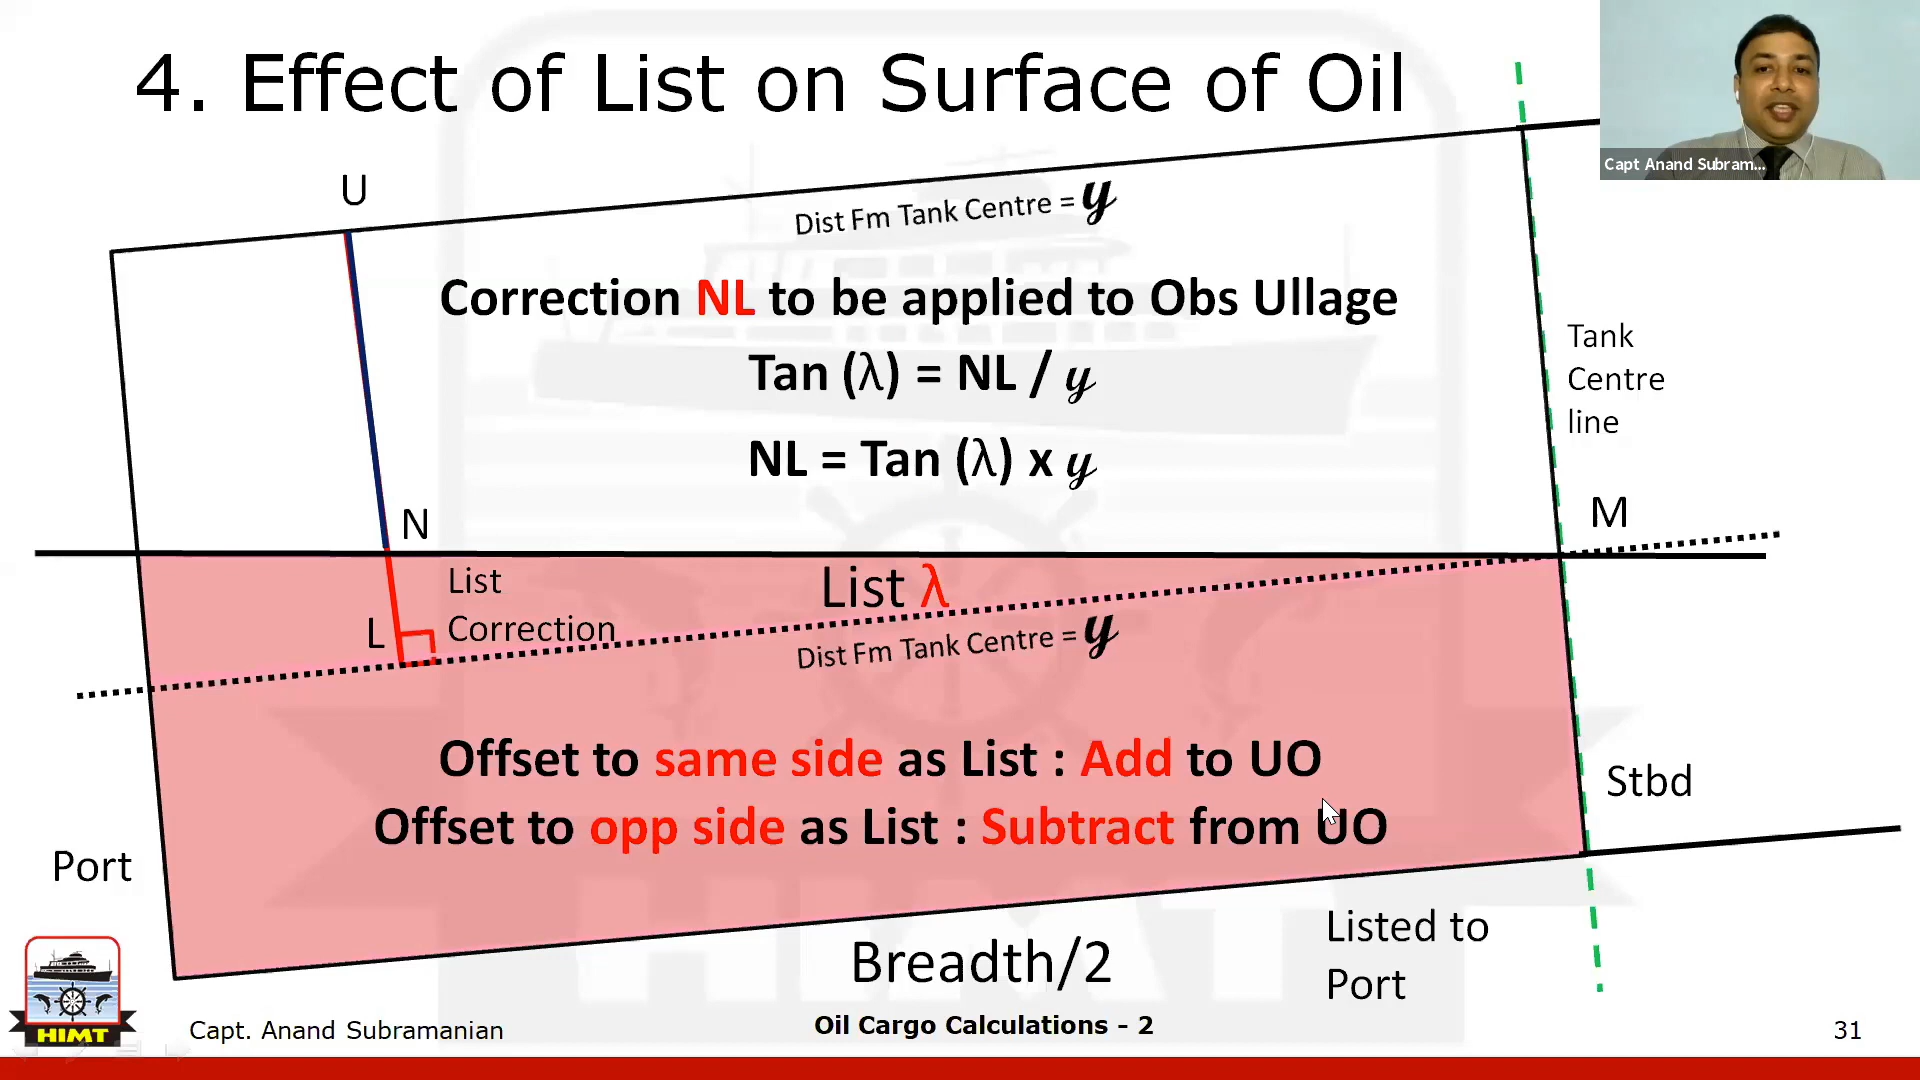 4. Effect of List on Surface of Oil
Capt Anand Subram...
U
Dist Fm Tank Centre = y
Correction NL to be applied to Obs Ullage
Tan (λ) = NL / y
NL = Tan (λ) x y
Tank
Centre
line
N
M
List
Correction
List λ
L
Dist Fm Tank Centre = y
Offset to same side as List : Add to UO
Offset to opp side as List : Subtract from UO
Stbd
Port
Breadth/2
Listed to
Port
HIMT
HIMT
Capt. Anand Subramanian
Oil Cargo Calculations - 2
31